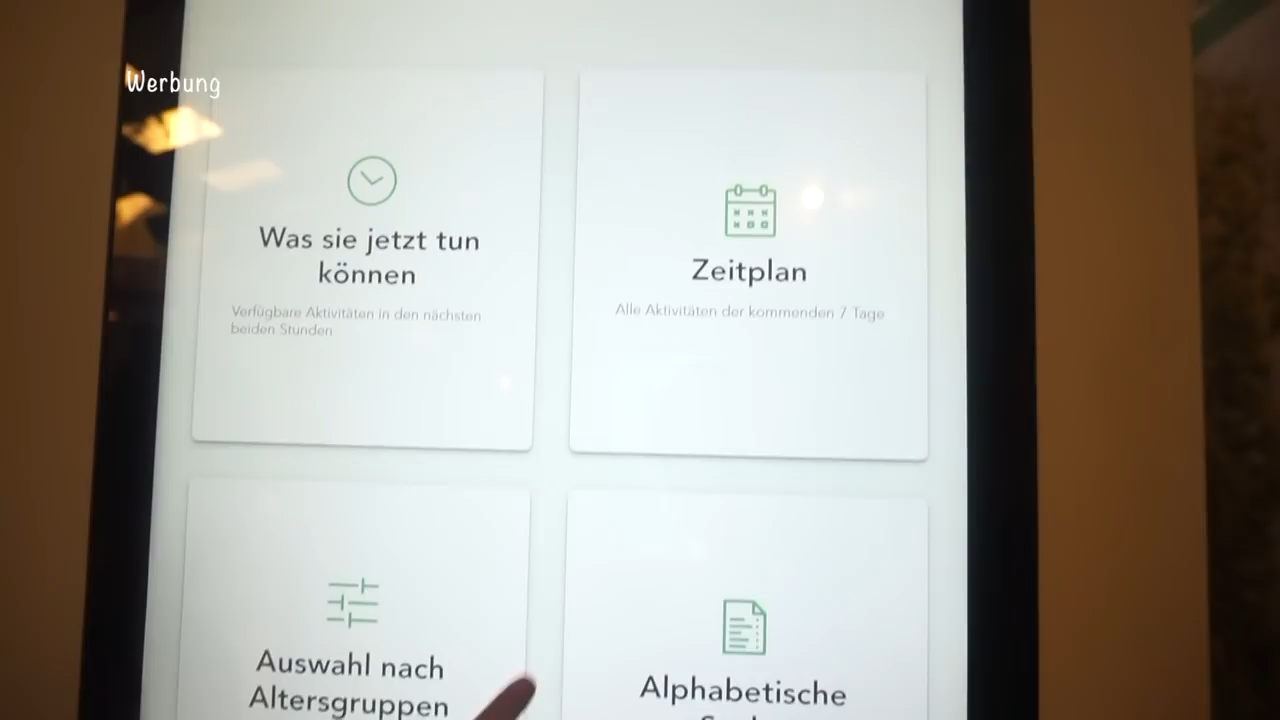 Werbung
Was sie jetzt tun
können
Verfügbare Aktivitäten in den nächsten
beiden Stunden
Zeitplan
Alle Aktivitäten der kommenden 7 Tage
Auswahl nach
Altersgruppen
Alphabetische